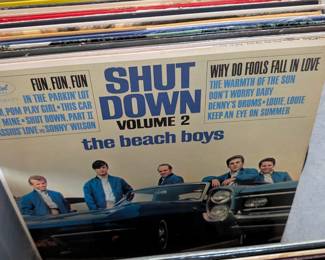 FUN, FUN, FUN
IN THE PARKIN' LOT
POM PLAY GIRL • THIS CAR
MINE • SHUT DOWN, PART II
LOVE vs SONNY WILSON
SHUT
DOWN
VOLUME 2
the beach boys
WHY DO FOOLS FALL IN LOVE
THE WARMTH OF THE SUN
DON'T WORRY BABY
DENNY'S DRUMS • LOUIE, LOUIE
KEEP AN EYE ON SUMMER